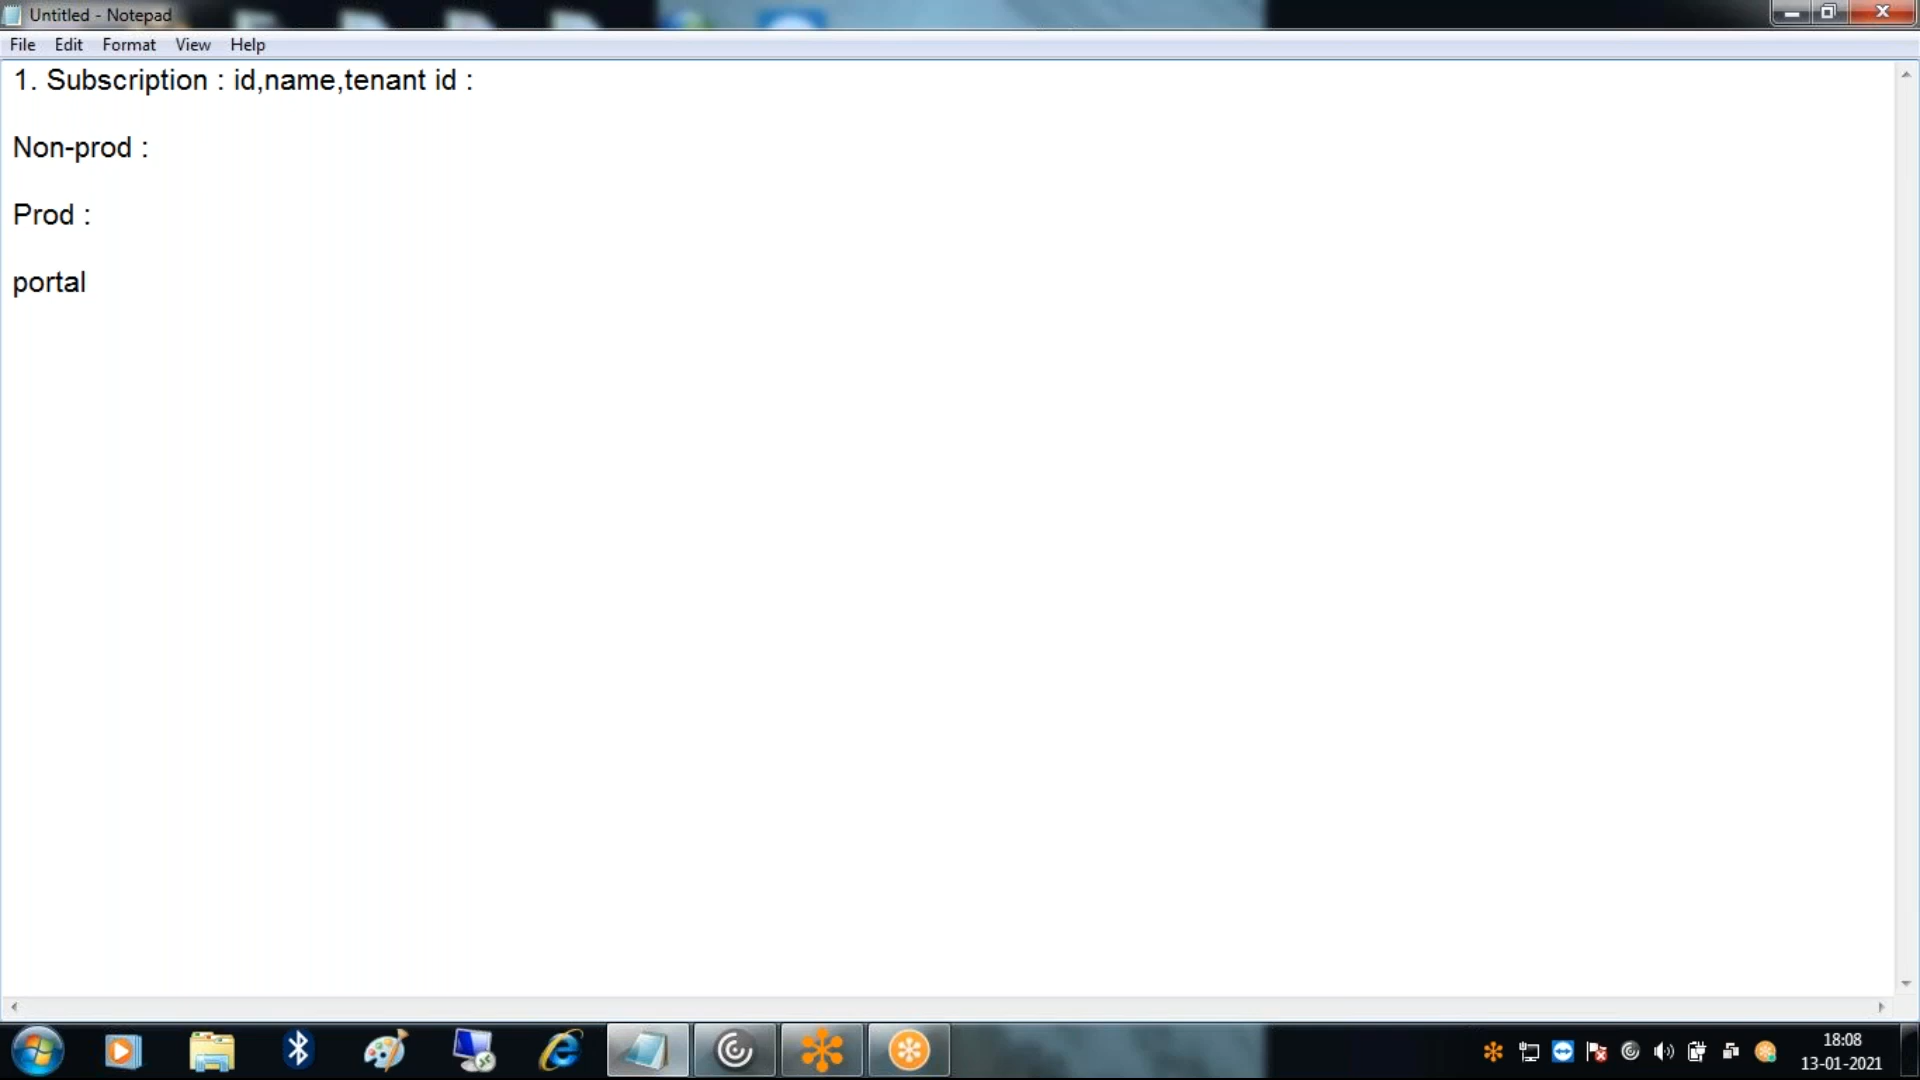 Untitled - Notepad
File Edit Format View Help
1. Subscription : id,name,tenant id :
Non-prod :
Prod :
portal
18:08
13-01-2021